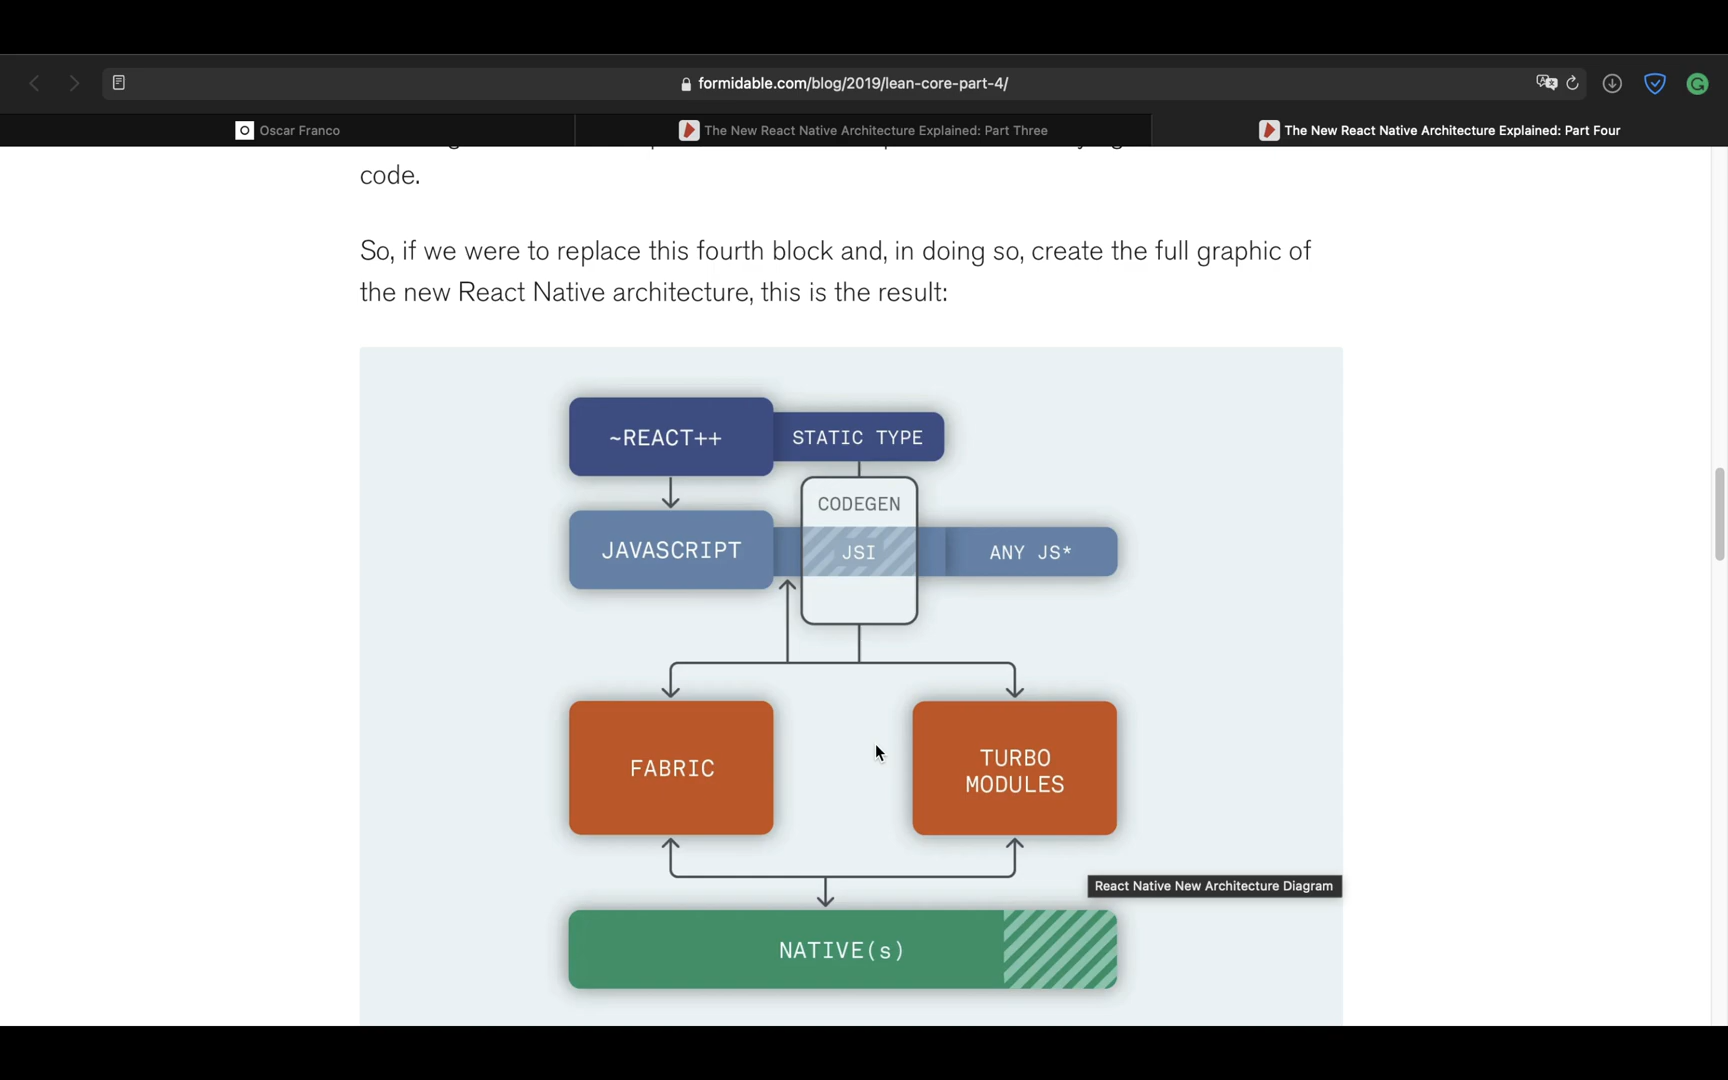 formidable.com/blog/2019/lean-core-part-4/
Oscar Franco
The New React Native Architecture Explained: Part Three
The New React Native Architecture Explained: Part Four
code.
So, if we were to replace this fourth block and, in doing so, create the full graphic of
the new React Native architecture, this is the result:
~REACT++
STATIC TYPE
CODEGEN
JAVASCRIPT
JSI
ANY JS*
FABRIC
TURBO
MODULES
React Native New Architecture Diagram
NATIVE(s)